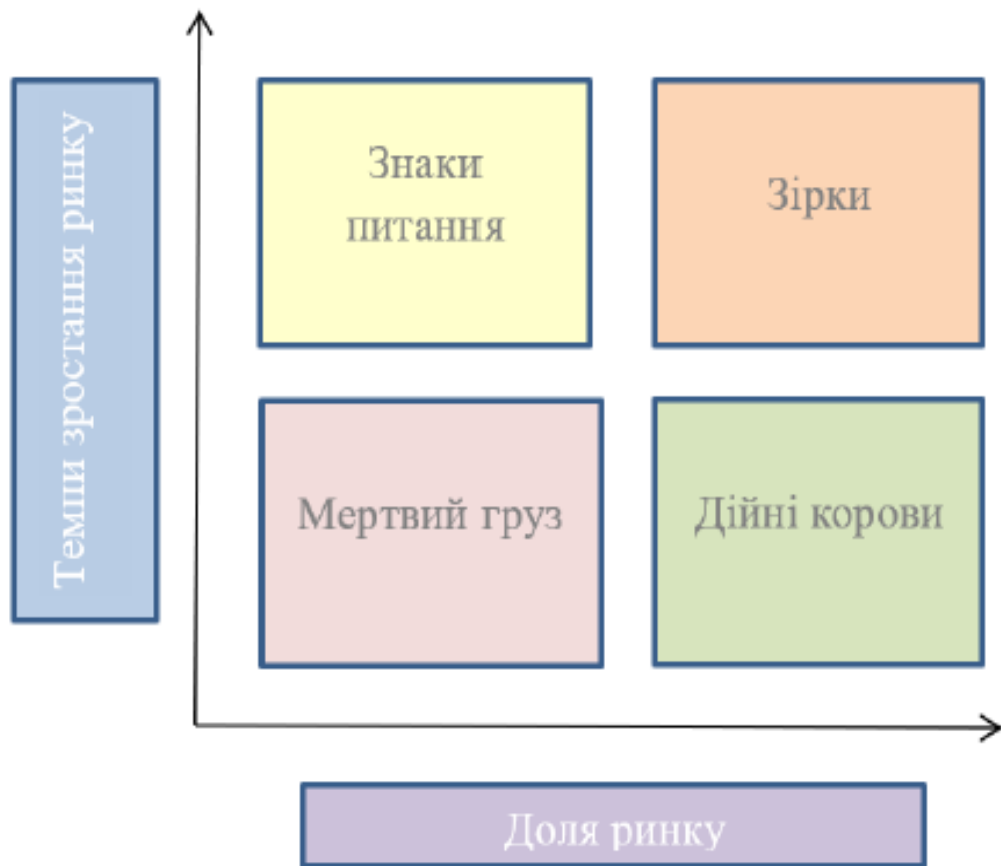 Темпи зростання ринку
Знаки
питання
Зірки
Мертвий груз
Дійні корови
Доля ринку